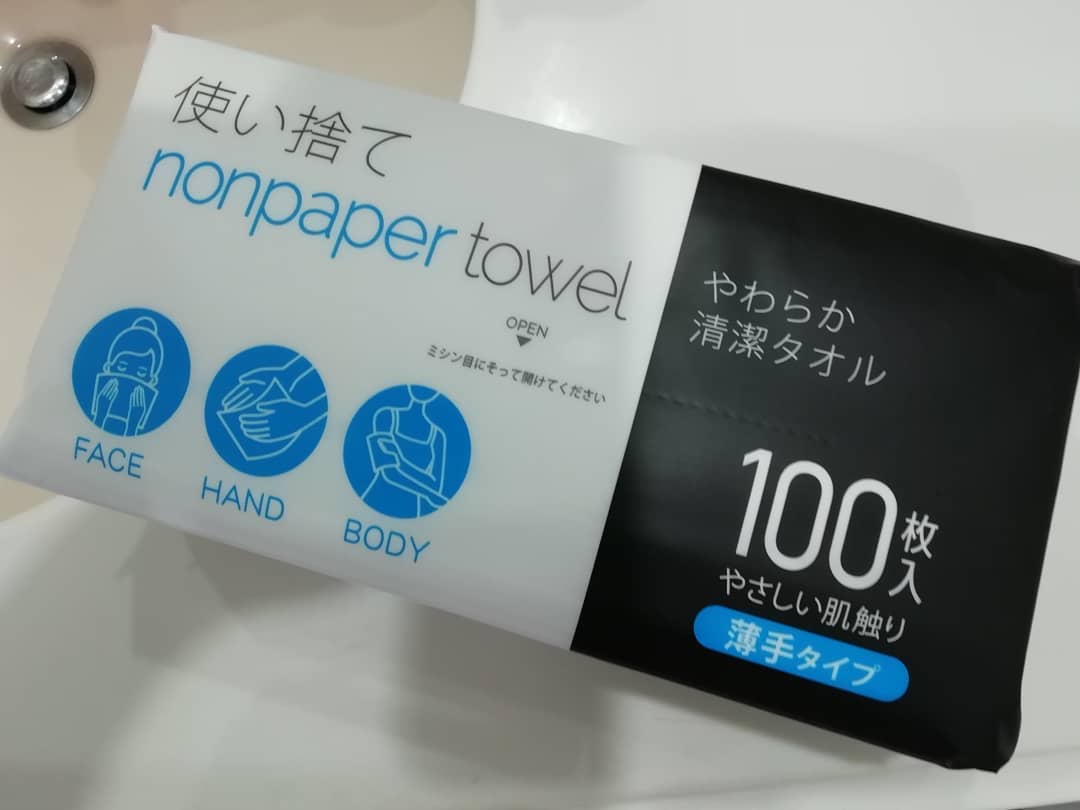 使い捨て
nonpaper towel
OPEN
ミシン目にそって開けてください
FACE
HAND
BODY
やわらか
清潔タオル
100枚入
やさしい肌触り
薄手タイプ